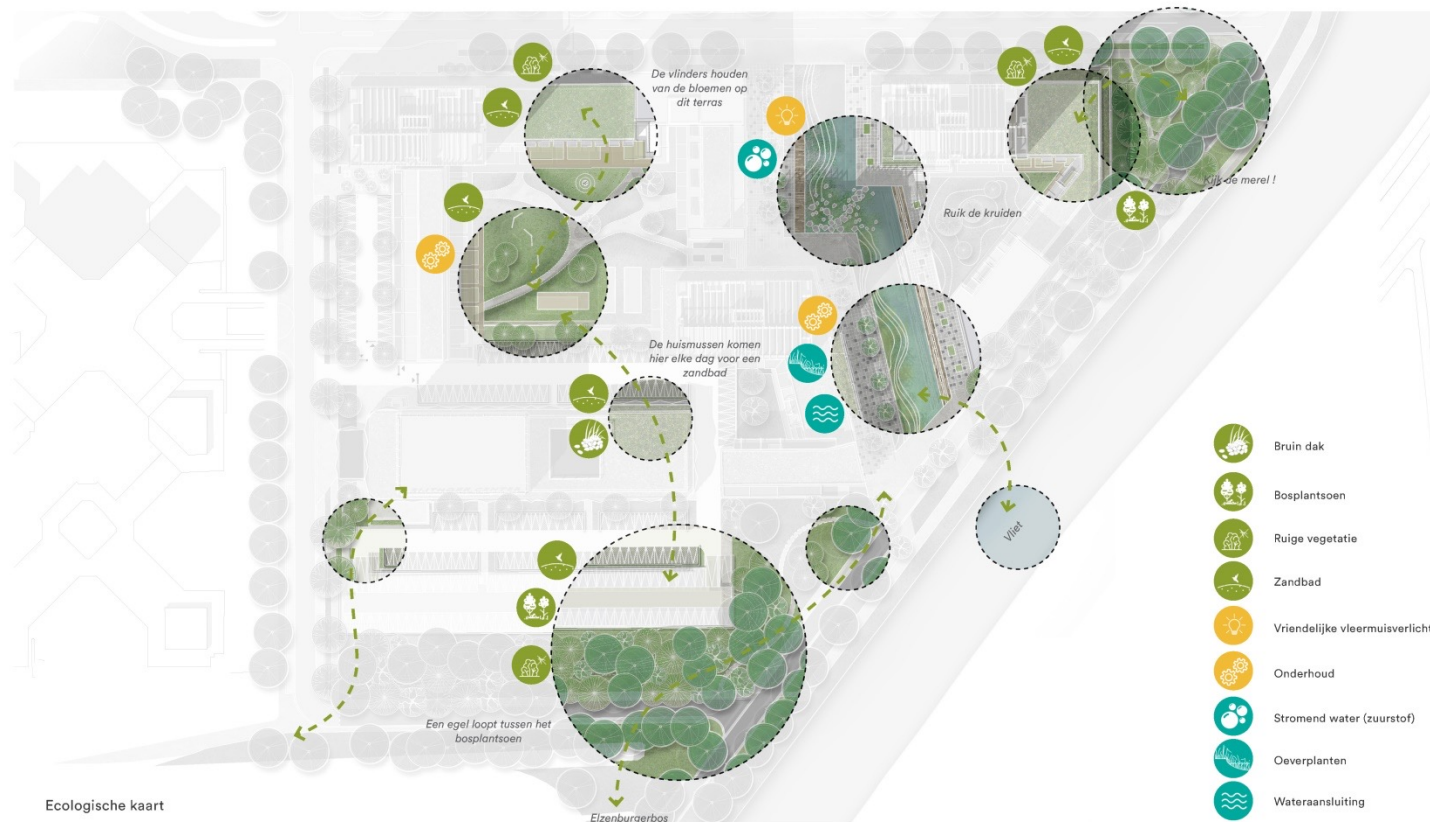 De vlinders houden
van de bloemen op
dit terras
Kijk de merel !
Ruik de kruiden
De huismussen komen
hier elke dag voor een
zandbad
Vliet
Een egel loopt tussen het
bosplantsoen
Elzenburgerbos
Bruin dak
Bosplantsoen
Ruige vegetatie
Zandbad
Vriendelijke vleermuisverlicht
Onderhoud
Stromend water (zuurstof)
Oeverplanten
Wateraansluiting
Ecologische kaart